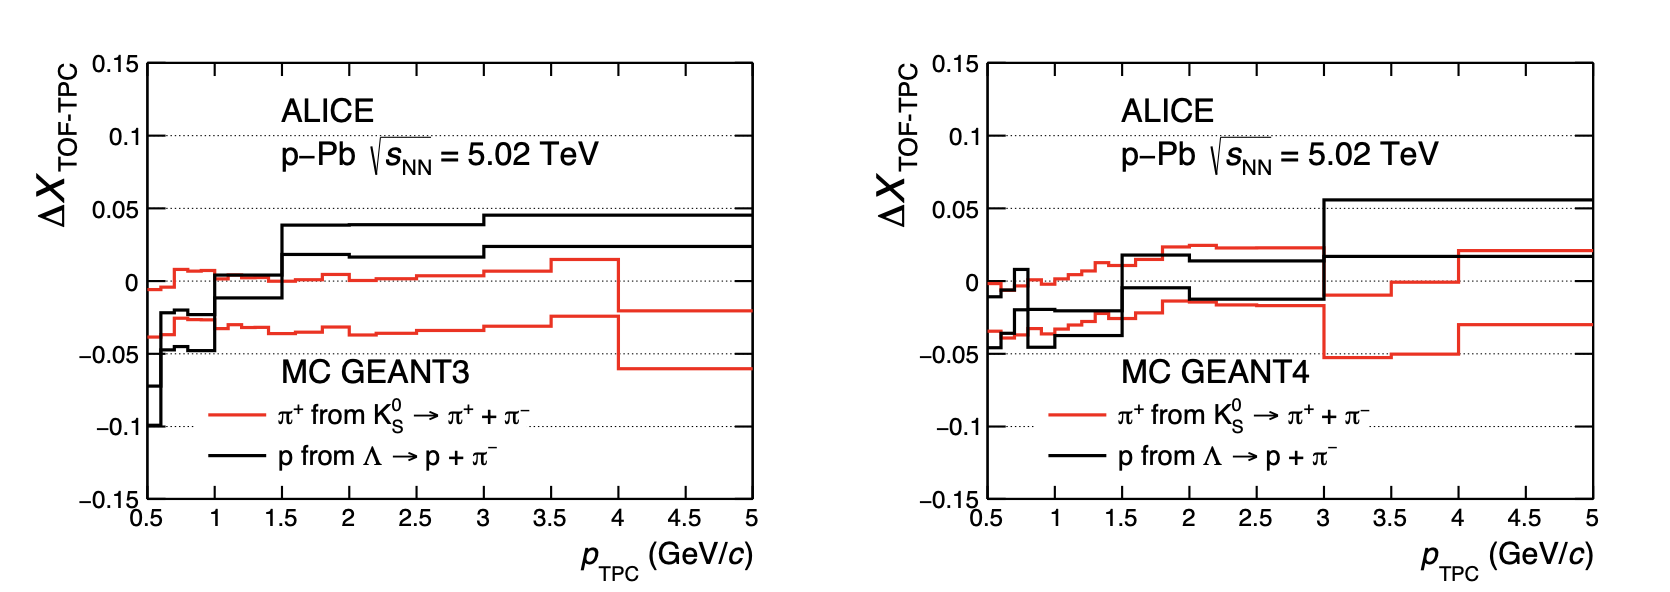 ΔX_TOF-TPC
0.15
0.1
0.05
0
−0.05
−0.1
−0.15
ALICE
p−Pb √s_NN = 5.02 TeV
MC GEANT3
π⁺ from K⁰_S → π⁺ + π⁻
p from Λ → p + π⁻
0.5 1 1.5 2 2.5 3 3.5 4 4.5 5
p_TPC (GeV/c)
ΔX_TOF-TPC
0.15
0.1
0.05
0
−0.05
−0.1
−0.15
ALICE
p−Pb √s_NN = 5.02 TeV
MC GEANT4
π⁺ from K⁰_S → π⁺ + π⁻
p from Λ → p + π⁻
0.5 1 1.5 2 2.5 3 3.5 4 4.5 5
p_TPC (GeV/c)